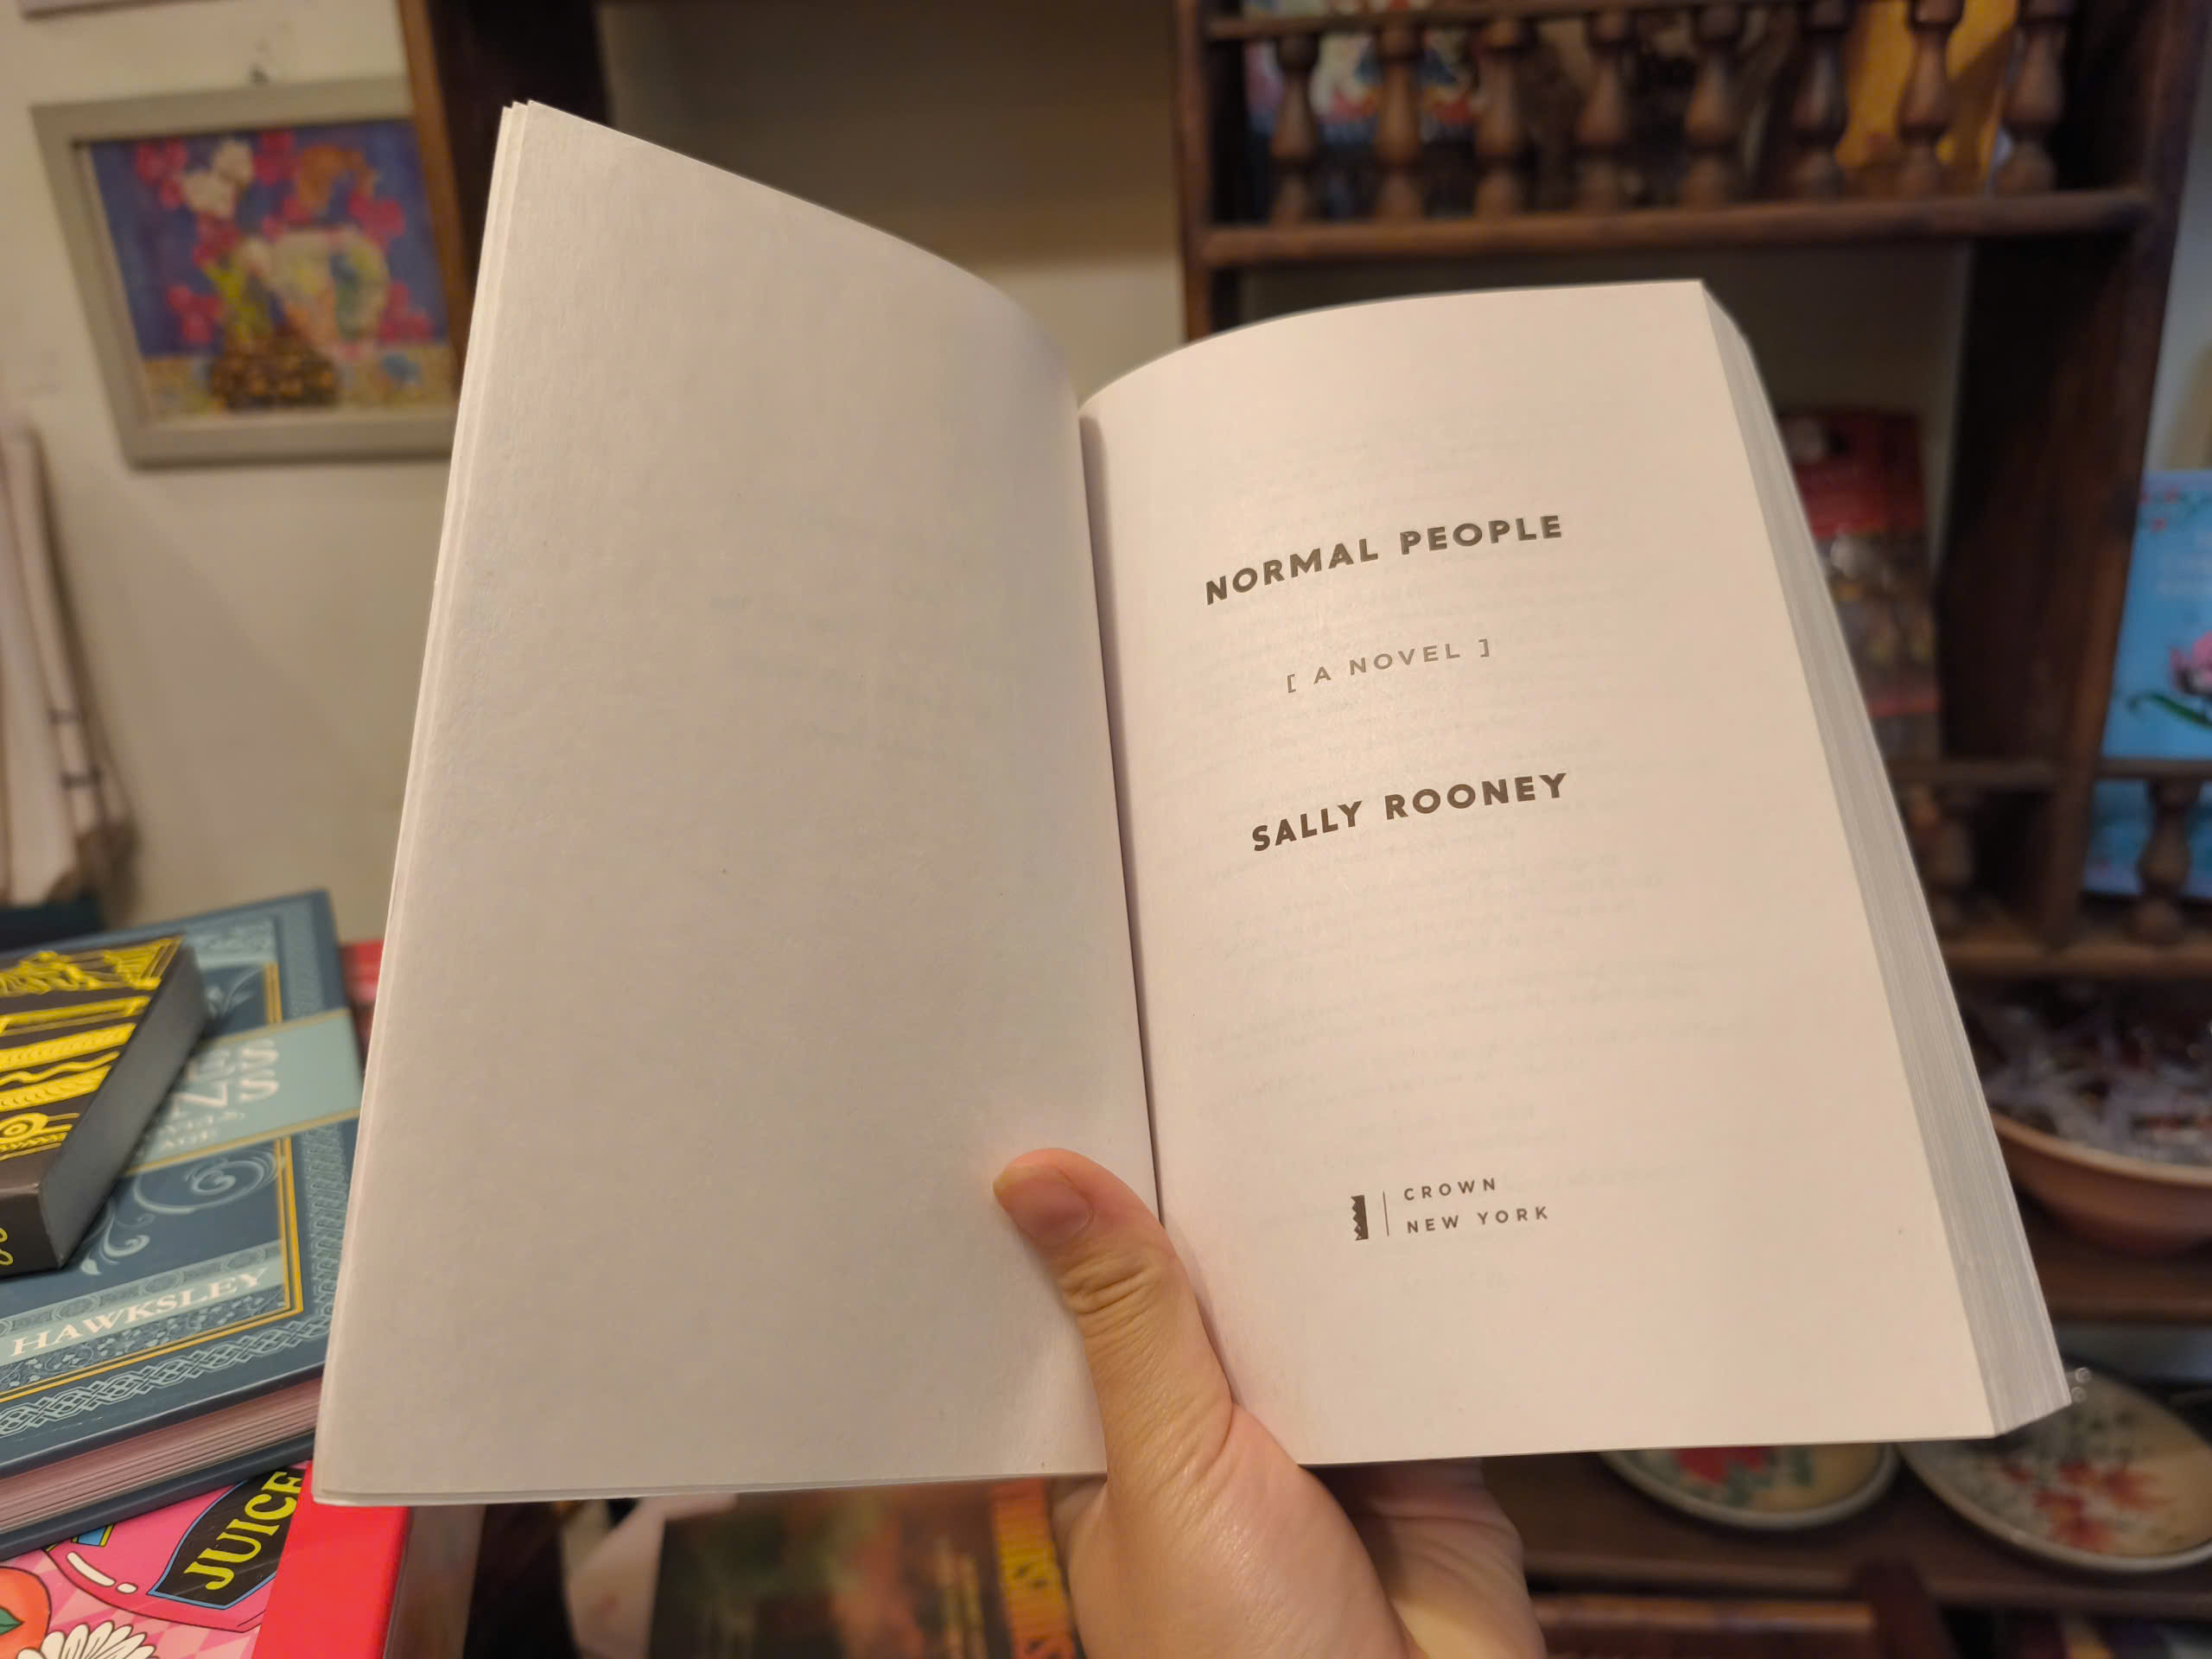 NORMAL PEOPLE
[ A NOVEL ]
SALLY ROONEY
CROWN
NEW YORK
HAWKSLEY
JUICE